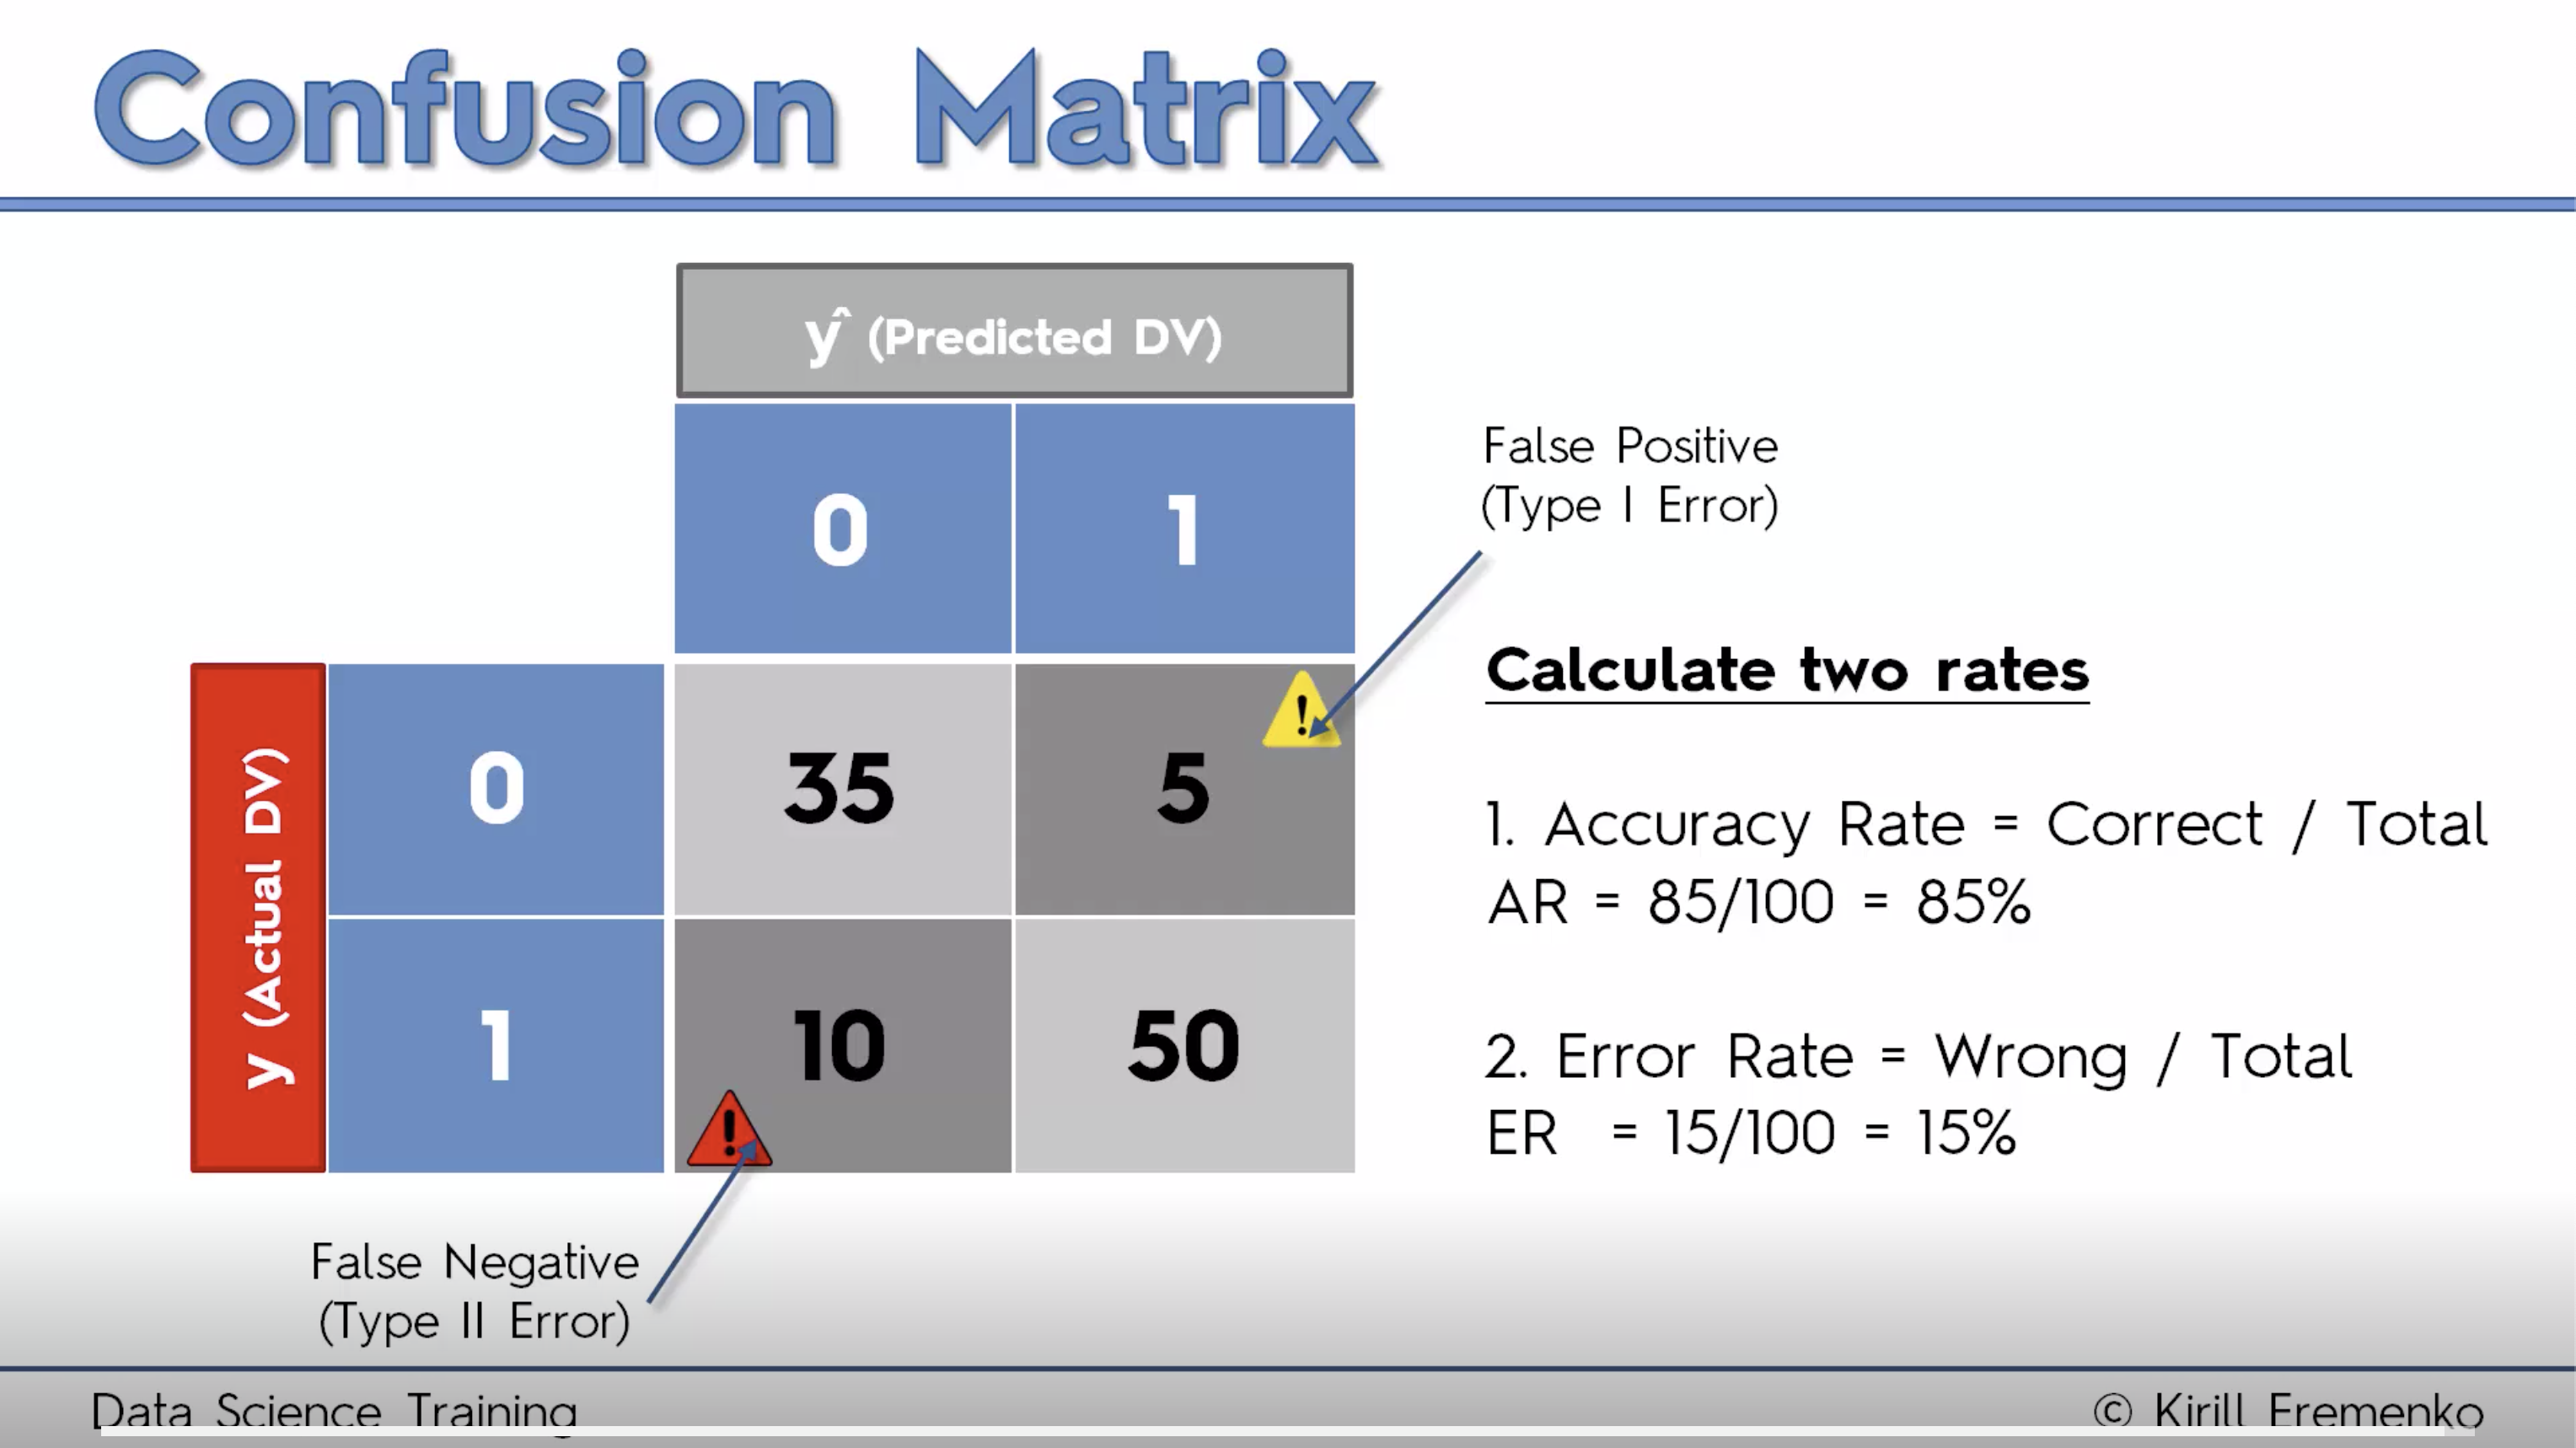 Confusion Matrix
ŷ (Predicted DV)
0 1
False Positive
(Type I Error)
y (Actual DV)
0 35 5
1 10 50
Calculate two rates
1. Accuracy Rate = Correct / Total
AR = 85/100 = 85%
2. Error Rate = Wrong / Total
ER = 15/100 = 15%
False Negative
(Type II Error)
Data Science Training
© Kirill Eremenko